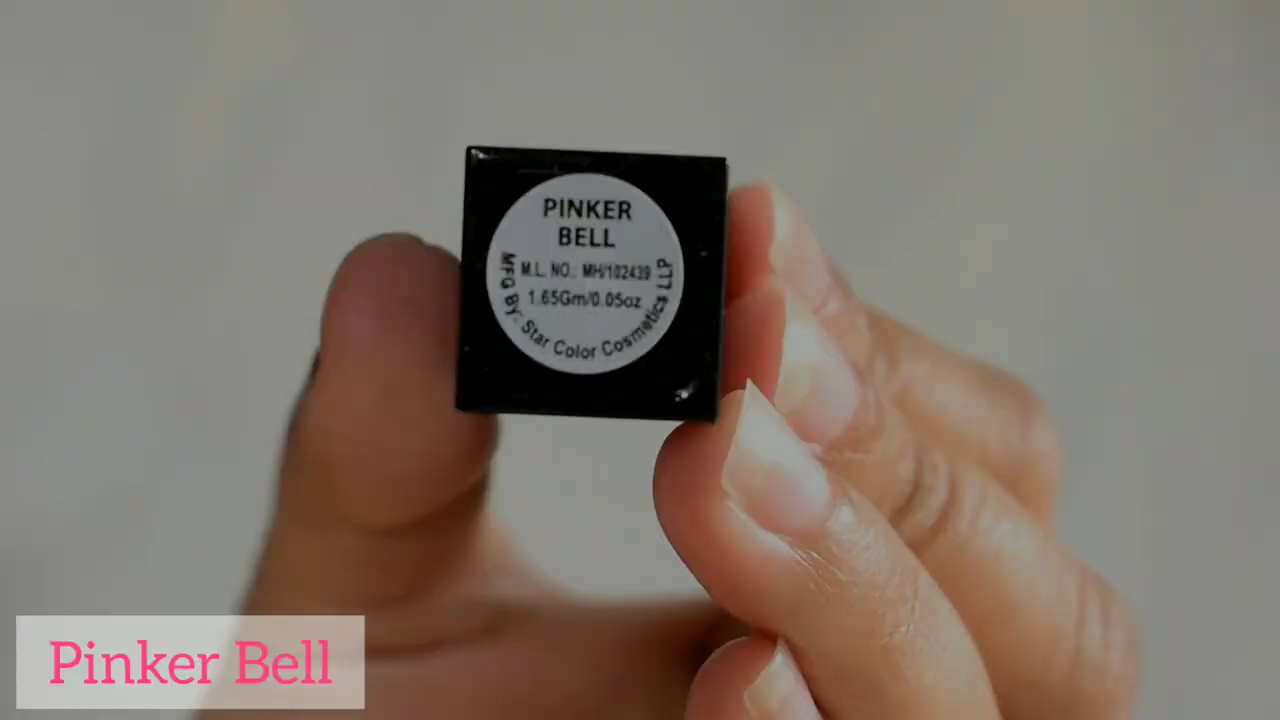 PINKER
BELL
M.L. NO.: MH/102439
1.65Gm/0.05oz
MFG By:- Star Color Cosmetics LLP
Pinker Bell